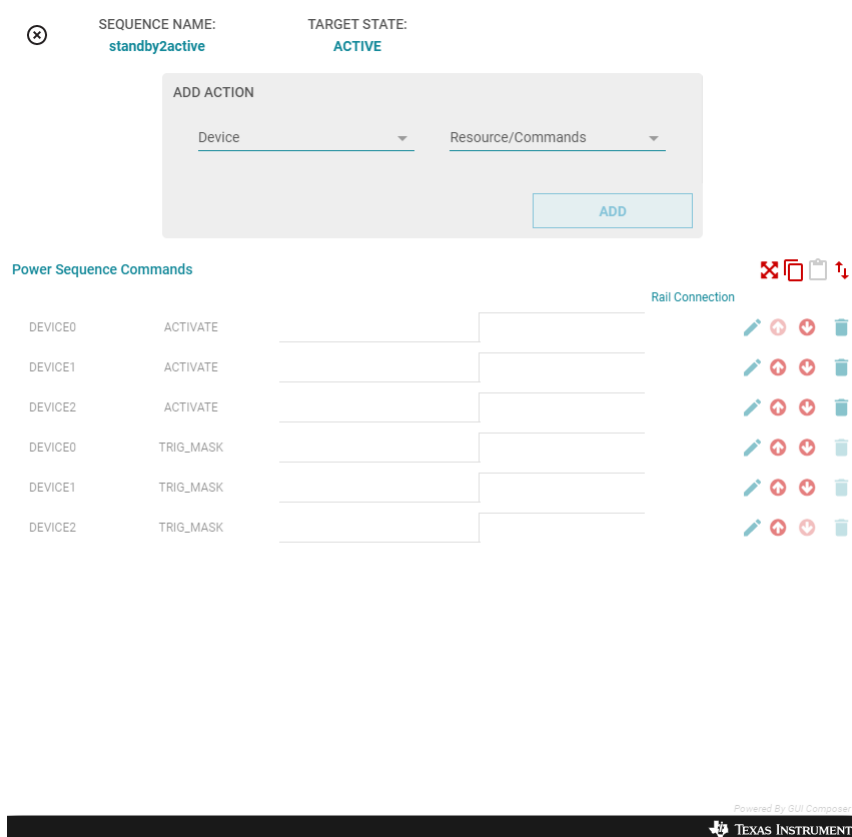 SEQUENCE NAME: TARGET STATE:
standby2active ACTIVE
ADD ACTION
Device Resource/Commands
ADD
Power Sequence Commands
Rail Connection
DEVICE0 ACTIVATE
DEVICE1 ACTIVATE
DEVICE2 ACTIVATE
DEVICE0 TRIG_MASK
DEVICE1 TRIG_MASK
DEVICE2 TRIG_MASK
Powered By GUI Composer
TEXAS INSTRUMENT